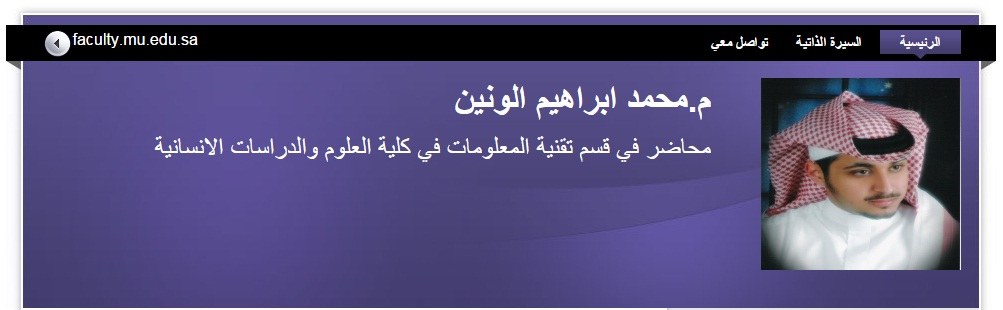 الرئيسية
السيرة الذاتية
تواصل معي
faculty.mu.edu.sa
م.محمد ابراهيم الونين
محاضر في قسم تقنية المعلومات في كلية العلوم والدراسات الانسانية